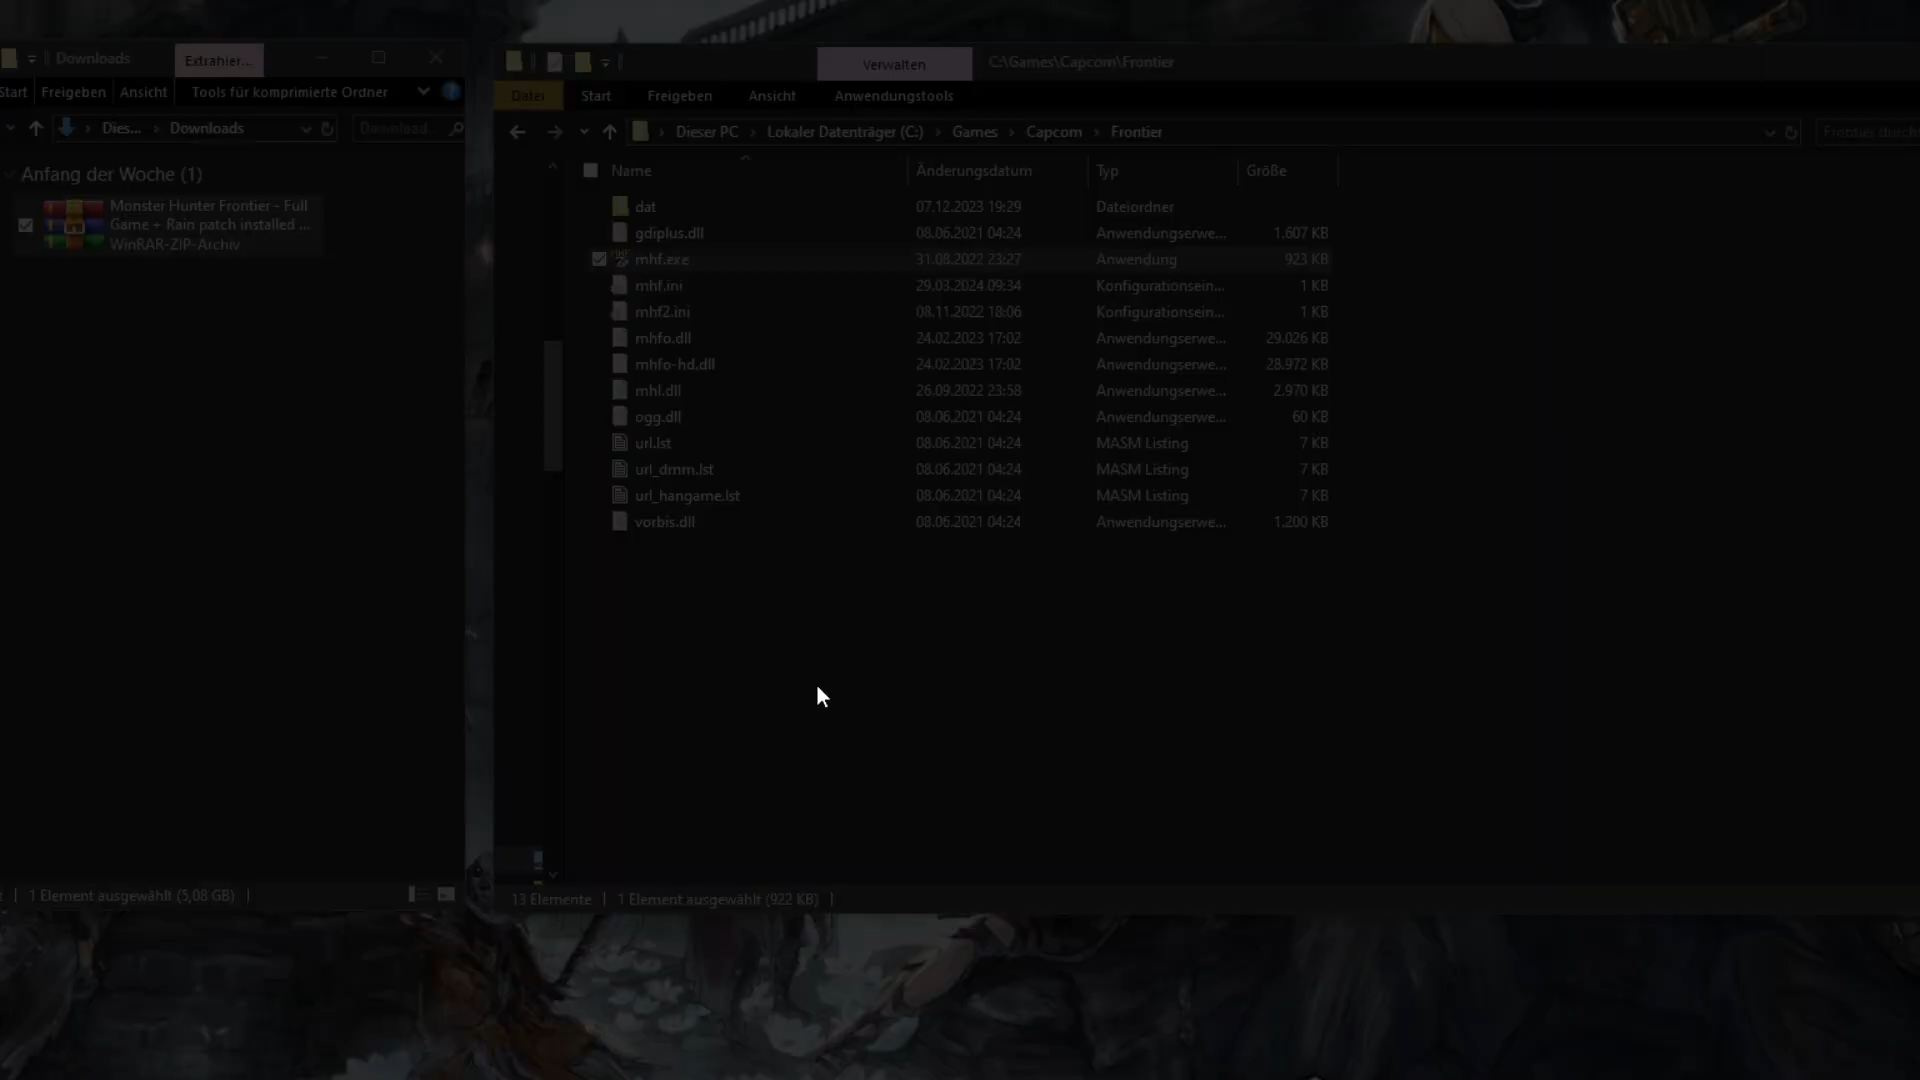 Downloads
Extrahier...
Start
Freigeben
Ansicht
Tools für komprimierte Ordner
Dies...
Downloads
Download...
Anfang der Woche (1)
Monster Hunter Frontier - Full
Game + Rain patch installed ...
WinRAR-ZIP-Archiv
1 Element ausgewählt (5,08 GB)
Verwalten
C:\Games\Capcom\Frontier
Datei
Start
Freigeben
Ansicht
Anwendungstools
Dieser PC
Lokaler Datenträger (C:)
Games
Capcom
Frontier
Frontier durch
Name Änderungsdatum Typ Größe
dat 07.12.2023 19:29 Dateiordner
gdiplus.dll 08.06.2021 04:24 Anwendungserwe... 1.607 KB
mhf.exe 31.08.2022 23:27 Anwendung 923 KB
mhf.ini 29.03.2024 09:34 Konfigurationsein... 1 KB
mhf2.ini 08.11.2022 18:06 Konfigurationsein... 1 KB
mhfo.dll 24.02.2023 17:02 Anwendungserwe... 29.026 KB
mhfo-hd.dll 24.02.2023 17:02 Anwendungserwe... 28.972 KB
mhl.dll 26.09.2022 23:58 Anwendungserwe... 2.970 KB
ogg.dll 08.06.2021 04:24 Anwendungserwe... 60 KB
url.lst 08.06.2021 04:24 MASM Listing 7 KB
url_dmm.lst 08.06.2021 04:24 MASM Listing 7 KB
url_hangame.lst 08.06.2021 04:24 MASM Listing 7 KB
vorbis.dll 08.06.2021 04:24 Anwendungserwe... 1.200 KB
13 Elemente
1 Element ausgewählt (922 KB)